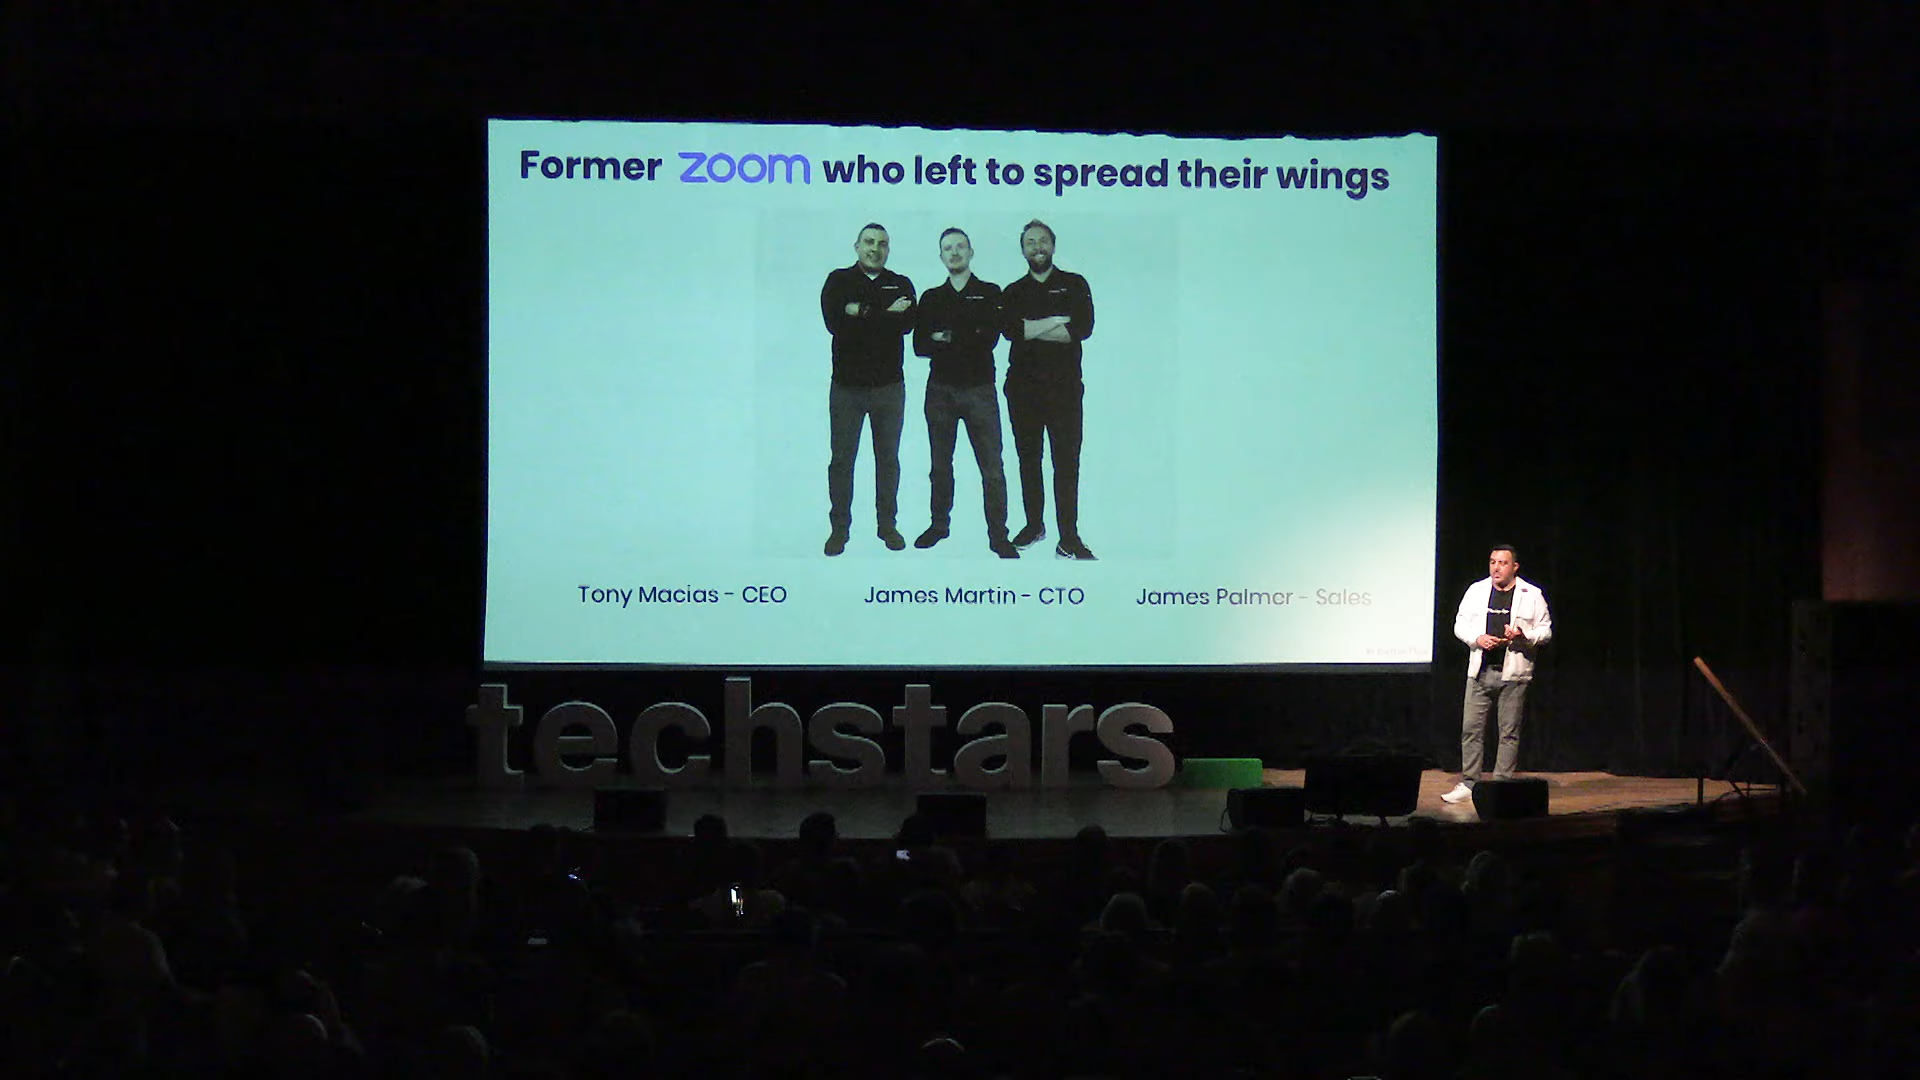 Former zoom who left to spread their wings
Tony Macias - CEO
James Martin - CTO
James Palmer - Sales
techstars